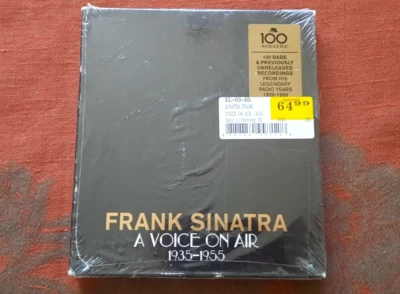 100
SINATRA
100 RARE
& PREVIOUSLY
UNRELEASED
RECORDINGS
FROM HIS
LEGENDARY
RADIO YEARS
1935-1955
64 99
FRANK SINATRA
A VOICE ON AIR
1935-1955